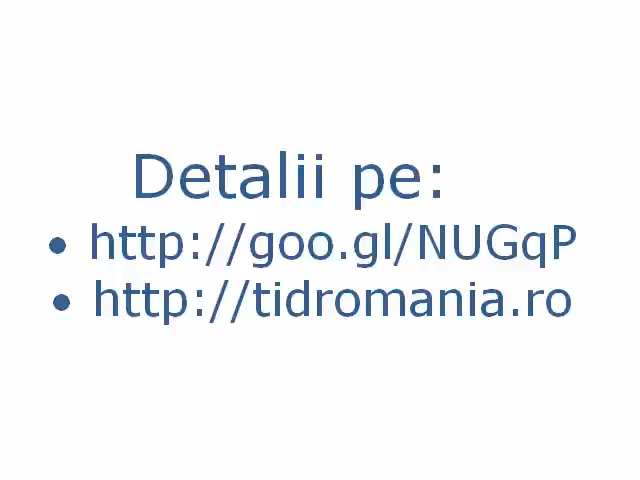 Detalii pe:
• http://goo.gl/NUGqP
• http://tidromania.ro